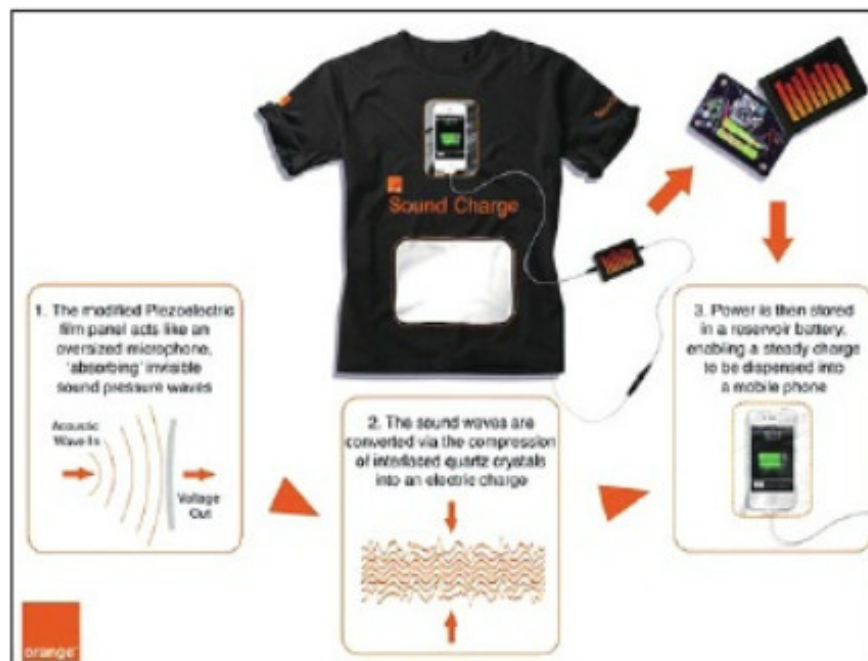 Sound Charge
1. The modified Piezoelectric
film panel acts like an
oversized microphone,
'absorbing' invisible
sound pressure waves
Acoustic
Wave In
Voltage
Out
2. The sound waves are
converted via the compression
of interlaced quartz crystals
into an electric charge
3. Power is then stored
in a reservoir battery,
enabling a steady charge
to be dispensed into
a mobile phone
orange